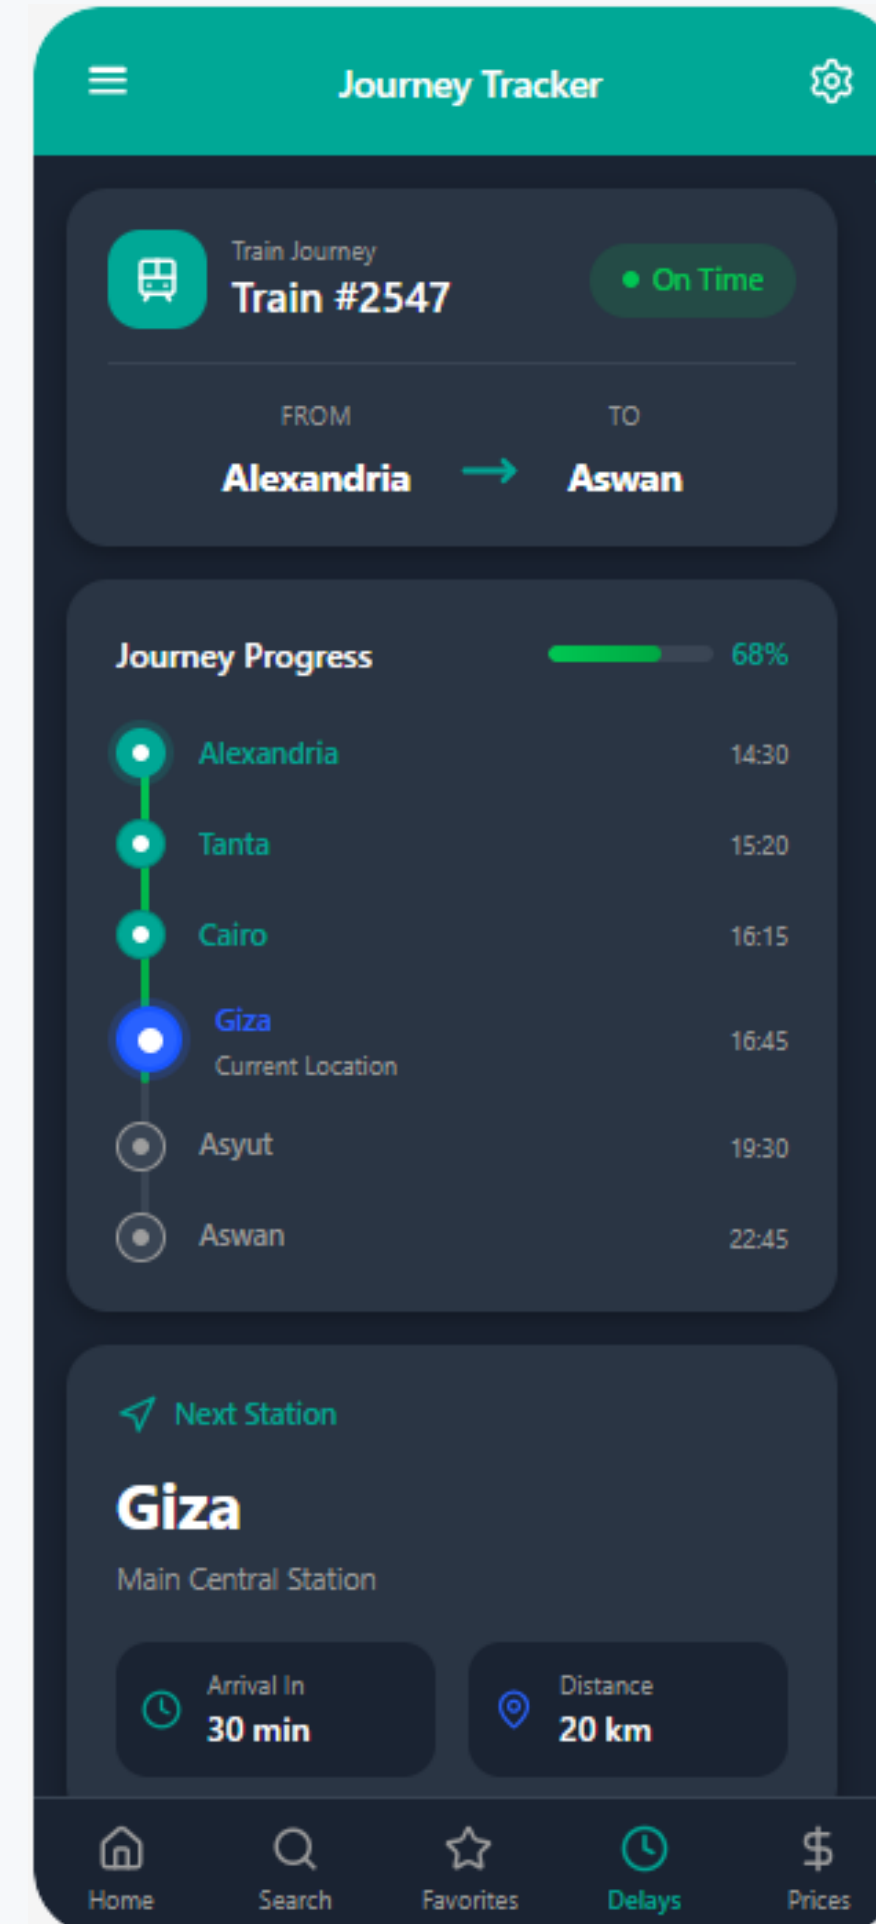 Journey Tracker
Train Journey
Train #2547
On Time
FROM
TO
Alexandria
Aswan
Journey Progress
68%
Alexandria
14:30
Tanta
15:20
Cairo
16:15
Giza
Current Location
16:45
Asyut
19:30
Aswan
22:45
Next Station
Giza
Main Central Station
Arrival In
30 min
Distance
20 km
Home
Search
Favorites
Delays
Prices